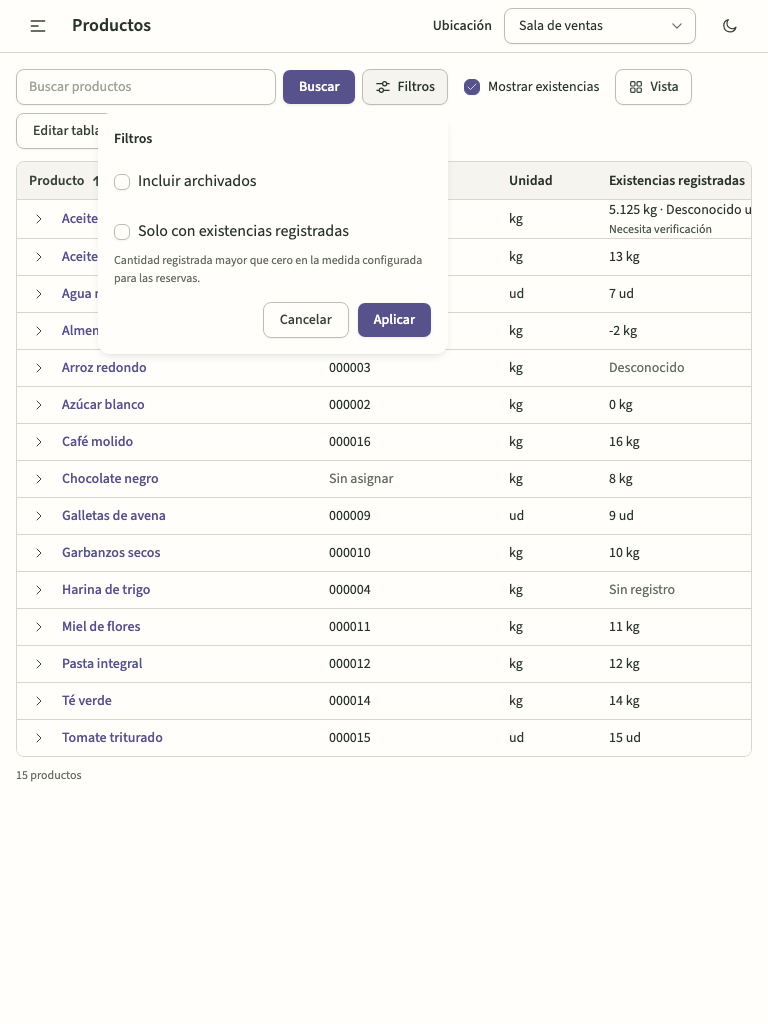 Productos
Ubicación
Sala de ventas
Buscar productos
Buscar
Filtros
Mostrar existencias
Vista
Editar tabla
Filtros
Incluir archivados
Solo con existencias registradas
Cantidad registrada mayor que cero en la medida configurada
para las reservas.
Cancelar
Aplicar
Producto
Unidad
Existencias registradas
Aceite
kg
5.125 kg · Desconocido u
Necesita verificación
Aceite
kg
13 kg
Agua
ud
7 ud
Almen
kg
-2 kg
Arroz redondo
000003
kg
Desconocido
Azúcar blanco
000002
kg
0 kg
Café molido
000016
kg
16 kg
Chocolate negro
Sin asignar
kg
8 kg
Galletas de avena
000009
ud
9 ud
Garbanzos secos
000010
kg
10 kg
Harina de trigo
000004
kg
Sin registro
Miel de flores
000011
kg
11 kg
Pasta integral
000012
kg
12 kg
Té verde
000014
kg
14 kg
Tomate triturado
000015
ud
15 ud
15 productos